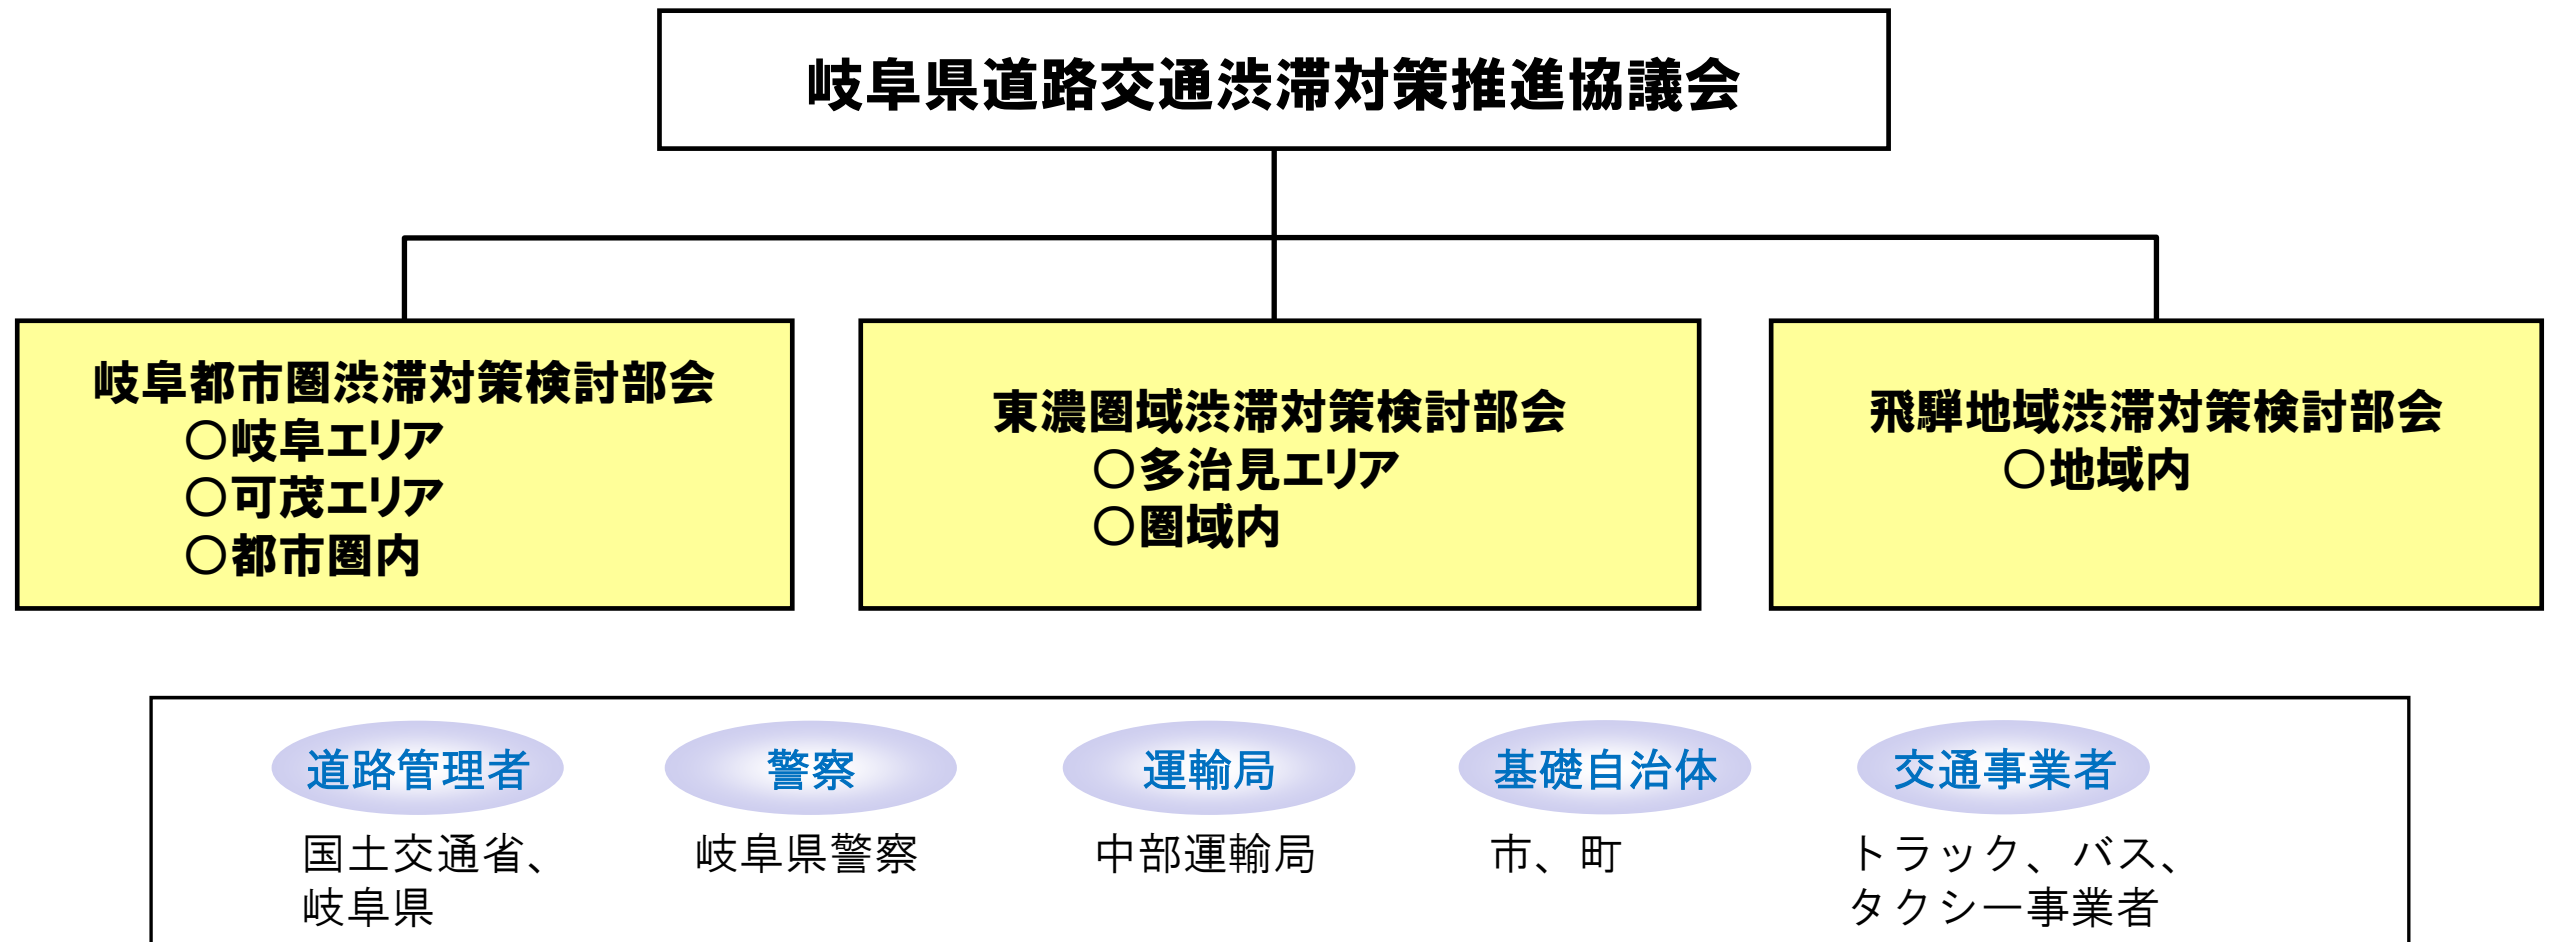 岐阜県道路交通渋滞対策推進協議会
岐阜都市圏渋滞対策検討部会
○岐阜エリア
○可茂エリア
○都市圏内
東濃圏域渋滞対策検討部会
○多治見エリア
○圏域内
飛騨地域渋滞対策検討部会
○地域内
道路管理者
国土交通省、
岐阜県
警察
岐阜県警察
運輸局
中部運輸局
基礎自治体
市、町
交通事業者
トラック、バス、
タクシー事業者